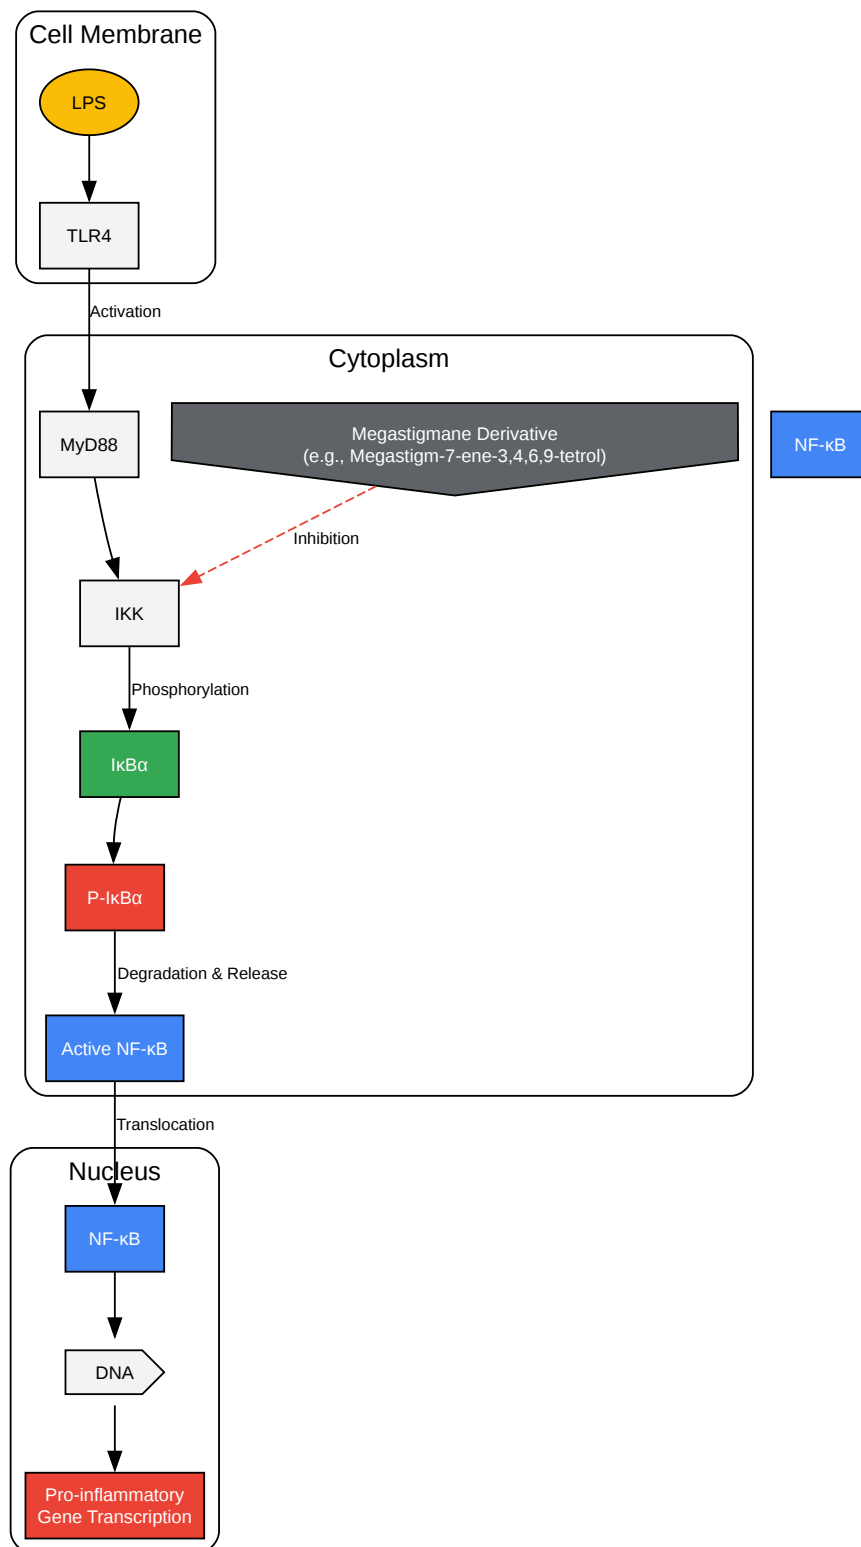 Cell Membrane
LPS
TLR4
Activation
Cytoplasm
MyD88
Megastigmane Derivative
(e.g., Megastigm-7-ene-3,4,6,9-tetrol)
NF-κB
Inhibition
IKK
Phosphorylation
IκBα
P-IκBα
Degradation & Release
Active NF-κB
Translocation
Nucleus
NF-κB
DNA
Pro-inflammatory
Gene Transcription